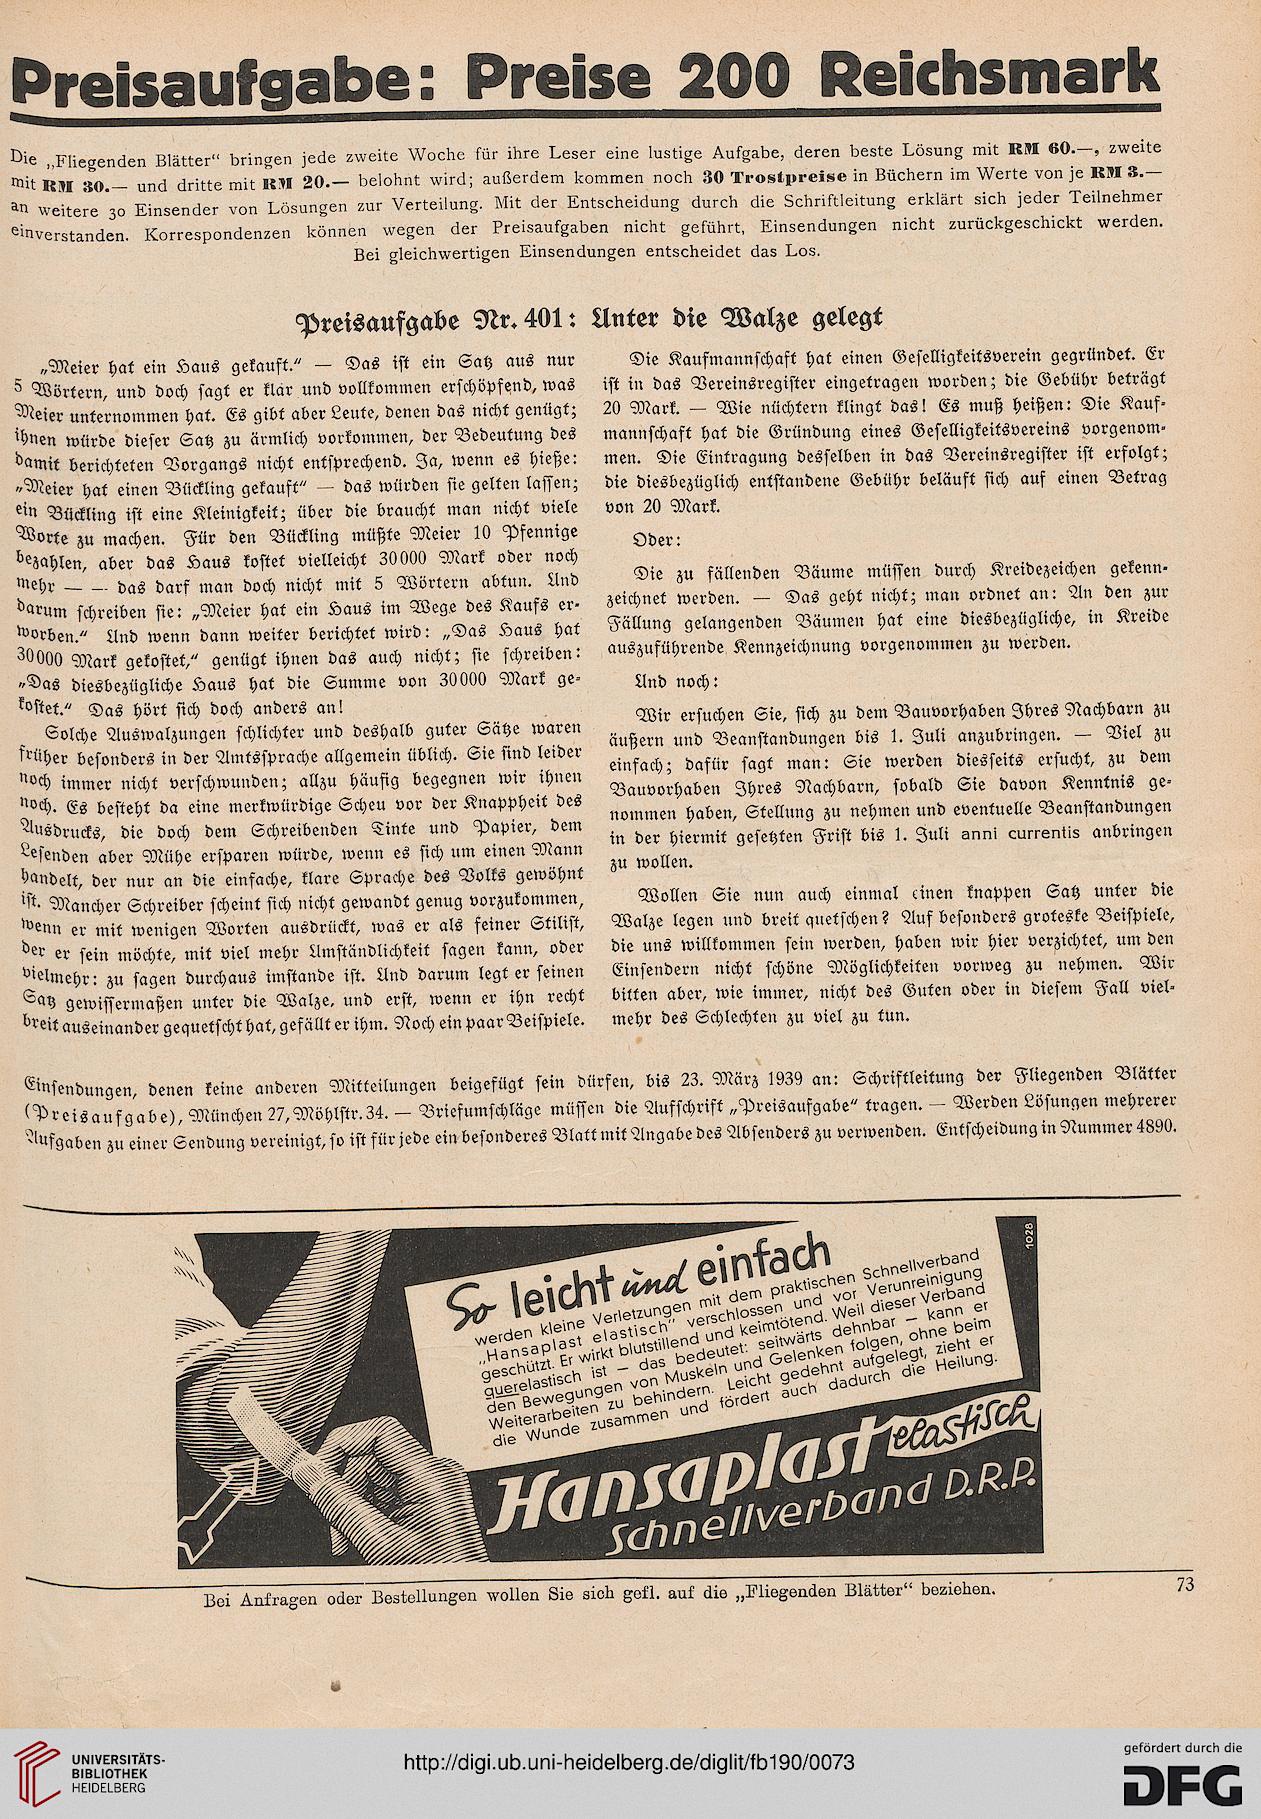 Preisaufgabe: Preise 200 Reichsmark
Die „Fliegenden Blätter“ bringen jede zweite Woche für ihre Leser eine lustige Aufgabe, deren beste Lösung mit RM 60.—, zweite
mit RM 30.— und dritte mit RM 20.— belohnt wird; außerdem kommen noch 30 Trostpreise in Büchern im Werte von je RM 3.—
an weitere 30 Einsender von Lösungen zur Verteilung. Mit der Entscheidung durch die Schriftleitung erklärt sich jeder Teilnehmer
einverstanden. Korrespondenzen können wegen der Preisaufgaben nicht geführt, Einsendungen nicht zurückgeschickt werden.
Bei gleichwertigen Einsendungen entscheidet das Los.
Preisaufgabe Nr. 401: Unter die Walze gelegt
„Meier hat ein Haus gekauft.“ — Das ist ein Satz aus nur
5 Wörtern, und doch sagt er klar und vollkommen erschöpfend, was
Meier unternommen hat. Es gibt aber Leute, denen das nicht genügt;
ihnen würde dieser Satz zu ärmlich vorkommen, der Bedeutung des
damit berichteten Vorgangs nicht entsprechend. Ja, wenn es hieße:
„Meier hat einen Bückling gekauft“ — das würden sie gelten lassen;
ein Bückling ist eine Kleinigkeit; über die braucht man nicht viele
Worte zu machen. Für den Bückling müßte Meier 10 Pfennige
bezahlen, aber das Haus kostet vielleicht 30000 Mark oder noch
mehr — — das darf man doch nicht mit 5 Wörtern abtun. Und
darum schreiben sie: „Meier hat ein Haus im Wege des Kaufs er-
worben.“ Und wenn dann weiter berichtet wird: „Das Haus hat
30000 Mark gekostet,“ genügt ihnen das auch nicht; sie schreiben:
„Das diesbezügliche Haus hat die Summe von 30000 Mark ge-
kostet.“ Das hört sich doch anders an!
Solche Auswalzungen schlichter und deshalb guter Sätze waren
früher besonders in der Amtssprache allgemein üblich. Sie sind leider
noch immer nicht verschwunden; allzu häufig begegnen wir ihnen
noch. Es besteht da eine merkwürdige Scheu vor der Knappheit des
Ausdrucks, die doch dem Schreibenden Tinte und Papier, dem
Lesenden aber Mühe ersparen würde, wenn es sich um einen Mann
handelt, der nur an die einfache, klare Sprache des Volks gewöhnt
ist. Mancher Schreiber scheint sich nicht gewandt genug vorzukommen,
wenn er mit wenigen Worten ausdrückt, was er als feiner Stilist,
der er sein möchte, mit viel mehr Umständlichkeit sagen kann, oder
vielmehr: zu sagen durchaus imstande ist. Und darum legt er seinen
Satz gewissermaßen unter die Walze, und erst, wenn er ihn recht
breit auseinander gequetscht hat, gefällt er ihm. Noch ein paar Beispiele.
Die Kaufmannschaft hat einen Geselligkeitsverein gegründet. Er
ist in das Vereinsregister eingetragen worden; die Gebühr beträgt
20 Mark. — Wie nüchtern klingt das! Es muß heißen: Die Kauf-
mannschaft hat die Gründung eines Geselligkeitsvereins vorgenom-
men. Die Eintragung desselben in das Vereinsregister ist erfolgt;
die diesbezüglich entstandene Gebühr beläuft sich auf einen Betrag
von 20 Mark.
Oder:
Die zu fällenden Bäume müssen durch Kreidezeichen gekenn-
zeichnet werden. — Das geht nicht; man ordnet an: An den zur
Fällung gelangenden Bäumen hat eine diesbezügliche, in Kreide
auszuführende Kennzeichnung vorgenommen zu werden.
Und noch:
Wir ersuchen Sie, sich zu dem Bauvorhaben Ihres Nachbarn zu
äußern und Beanstandungen bis 1. Juli anzubringen. — Viel zu
einfach; dafür sagt man: Sie werden diesseits ersucht, zu dem
Bauvorhaben Ihres Nachbarn, sobald Sie davon Kenntnis ge-
nommen haben, Stellung zu nehmen und eventuelle Beanstandungen
in der hiermit gesetzten Frist bis 1. Juli anni currentis anbringen
zu wollen.
Wollen Sie nun auch einmal einen knappen Satz unter die
Walze legen und breit quetschen? Auf besonders groteske Beispiele,
die uns willkommen sein werden, haben wir hier verzichtet, um den
Einsendern nicht schöne Möglichkeiten vorweg zu nehmen. Wir
bitten aber, wie immer, nicht des Guten oder in diesem Fall viel-
mehr des Schlechten zu viel zu tun.
Einsendungen, denen keine anderen Mitteilungen beigefügt sein dürfen, bis 23. März 1939 an: Schriftleitung der Fliegenden Blätter
(Preisaufgabe), München 27, Möhlstr. 34. — Briefumschläge müssen die Aufschrift „Preisaufgabe“ tragen. — Werden Lösungen mehrerer
Aufgaben zu einer Sendung vereinigt, so ist für jede ein besonderes Blatt mit Angabe des Absenders zu verwenden. Entscheidung in Nummer 4890.
1028
So leicht und einfach
werden kleine Verletzungen mit dem praktischen Schnellverband
„Hansaplast elastisch“ verschlossen und vor Verunreinigung
geschützt. Er wirkt blutstillend und keimtötend. Weil dieser Verband
querelastisch ist — das bedeutet: seitwärts dehnbar — kann er
den Bewegungen von Muskeln und Gelenken folgen, ohne beim
Weiterarbeiten zu behindern. Leicht gedehnt aufgelegt, zieht er
die Wunde zusammen und fördert auch dadurch die Heilung.
Hansaplast elastisch
Schnellverband D.R.P.
Bei Anfragen oder Bestellungen wollen Sie sich gefl. auf die „Fliegenden Blätter“ beziehen.
73
UNIVERSITÄTS-
BIBLIOTHEK
HEIDELBERG
http://digi.ub.uni-heidelberg.de/diglit/fb190/0073
gefördert durch die
DFG